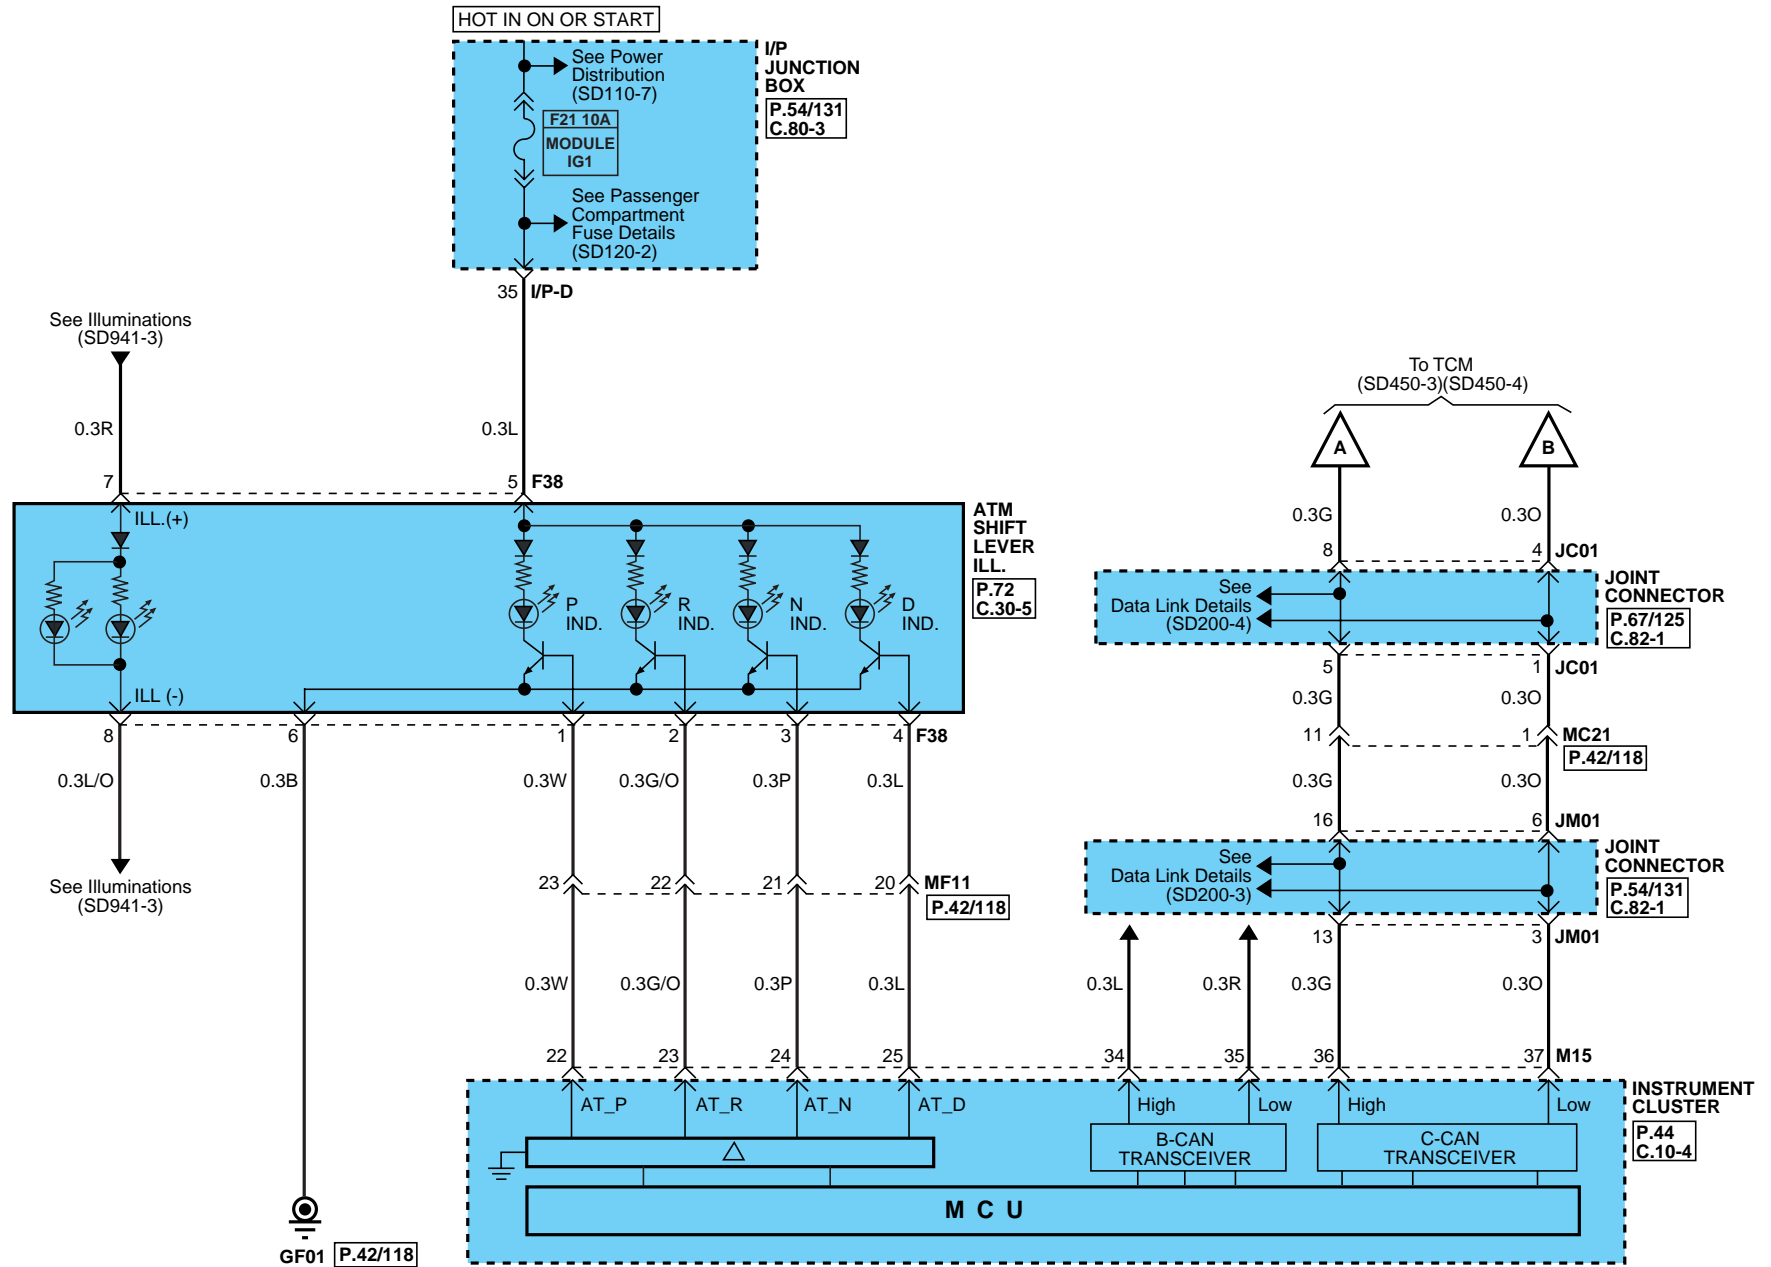 HOT IN ON OR START
See Power
Distribution
(SD110-7)
F21 10A
MODULE
IG1
See Passenger
Compartment
Fuse Details
(SD120-2)
I/P
JUNCTION
BOX
P.54/131
C.80-3
35 I/P-D
See Illuminations
(SD941-3)
0.3R
0.3L
7
5 F38
To TCM
(SD450-3)(SD450-4)
A
B
0.3G
0.3O
8
4 JC01
ILL.(+)
ILL (-)
P
IND.
R
IND.
N
IND.
D
IND.
ATM
SHIFT
LEVER
ILL.
P.72
C.30-5
See
Data Link Details
(SD200-4)
JOINT
CONNECTOR
P.67/125
C.82-1
5
1 JC01
0.3G
0.3O
8
6
1
2
3
4 F38
11
1 MC21
P.42/118
0.3L/O
0.3B
0.3W
0.3G/O
0.3P
0.3L
0.3G
0.3O
16
6 JM01
See
Data Link Details
(SD200-3)
JOINT
CONNECTOR
P.54/131
C.82-1
See Illuminations
(SD941-3)
23
22
21
20 MF11
P.42/118
13
3 JM01
0.3W
0.3G/O
0.3P
0.3L
0.3L
0.3R
0.3G
0.3O
22
23
24
25
34
35
36
37 M15
AT_P
AT_R
AT_N
AT_D
High
Low
High
Low
B-CAN
TRANSCEIVER
C-CAN
TRANSCEIVER
M C U
INSTRUMENT
CLUSTER
P.44
C.10-4
GF01 P.42/118